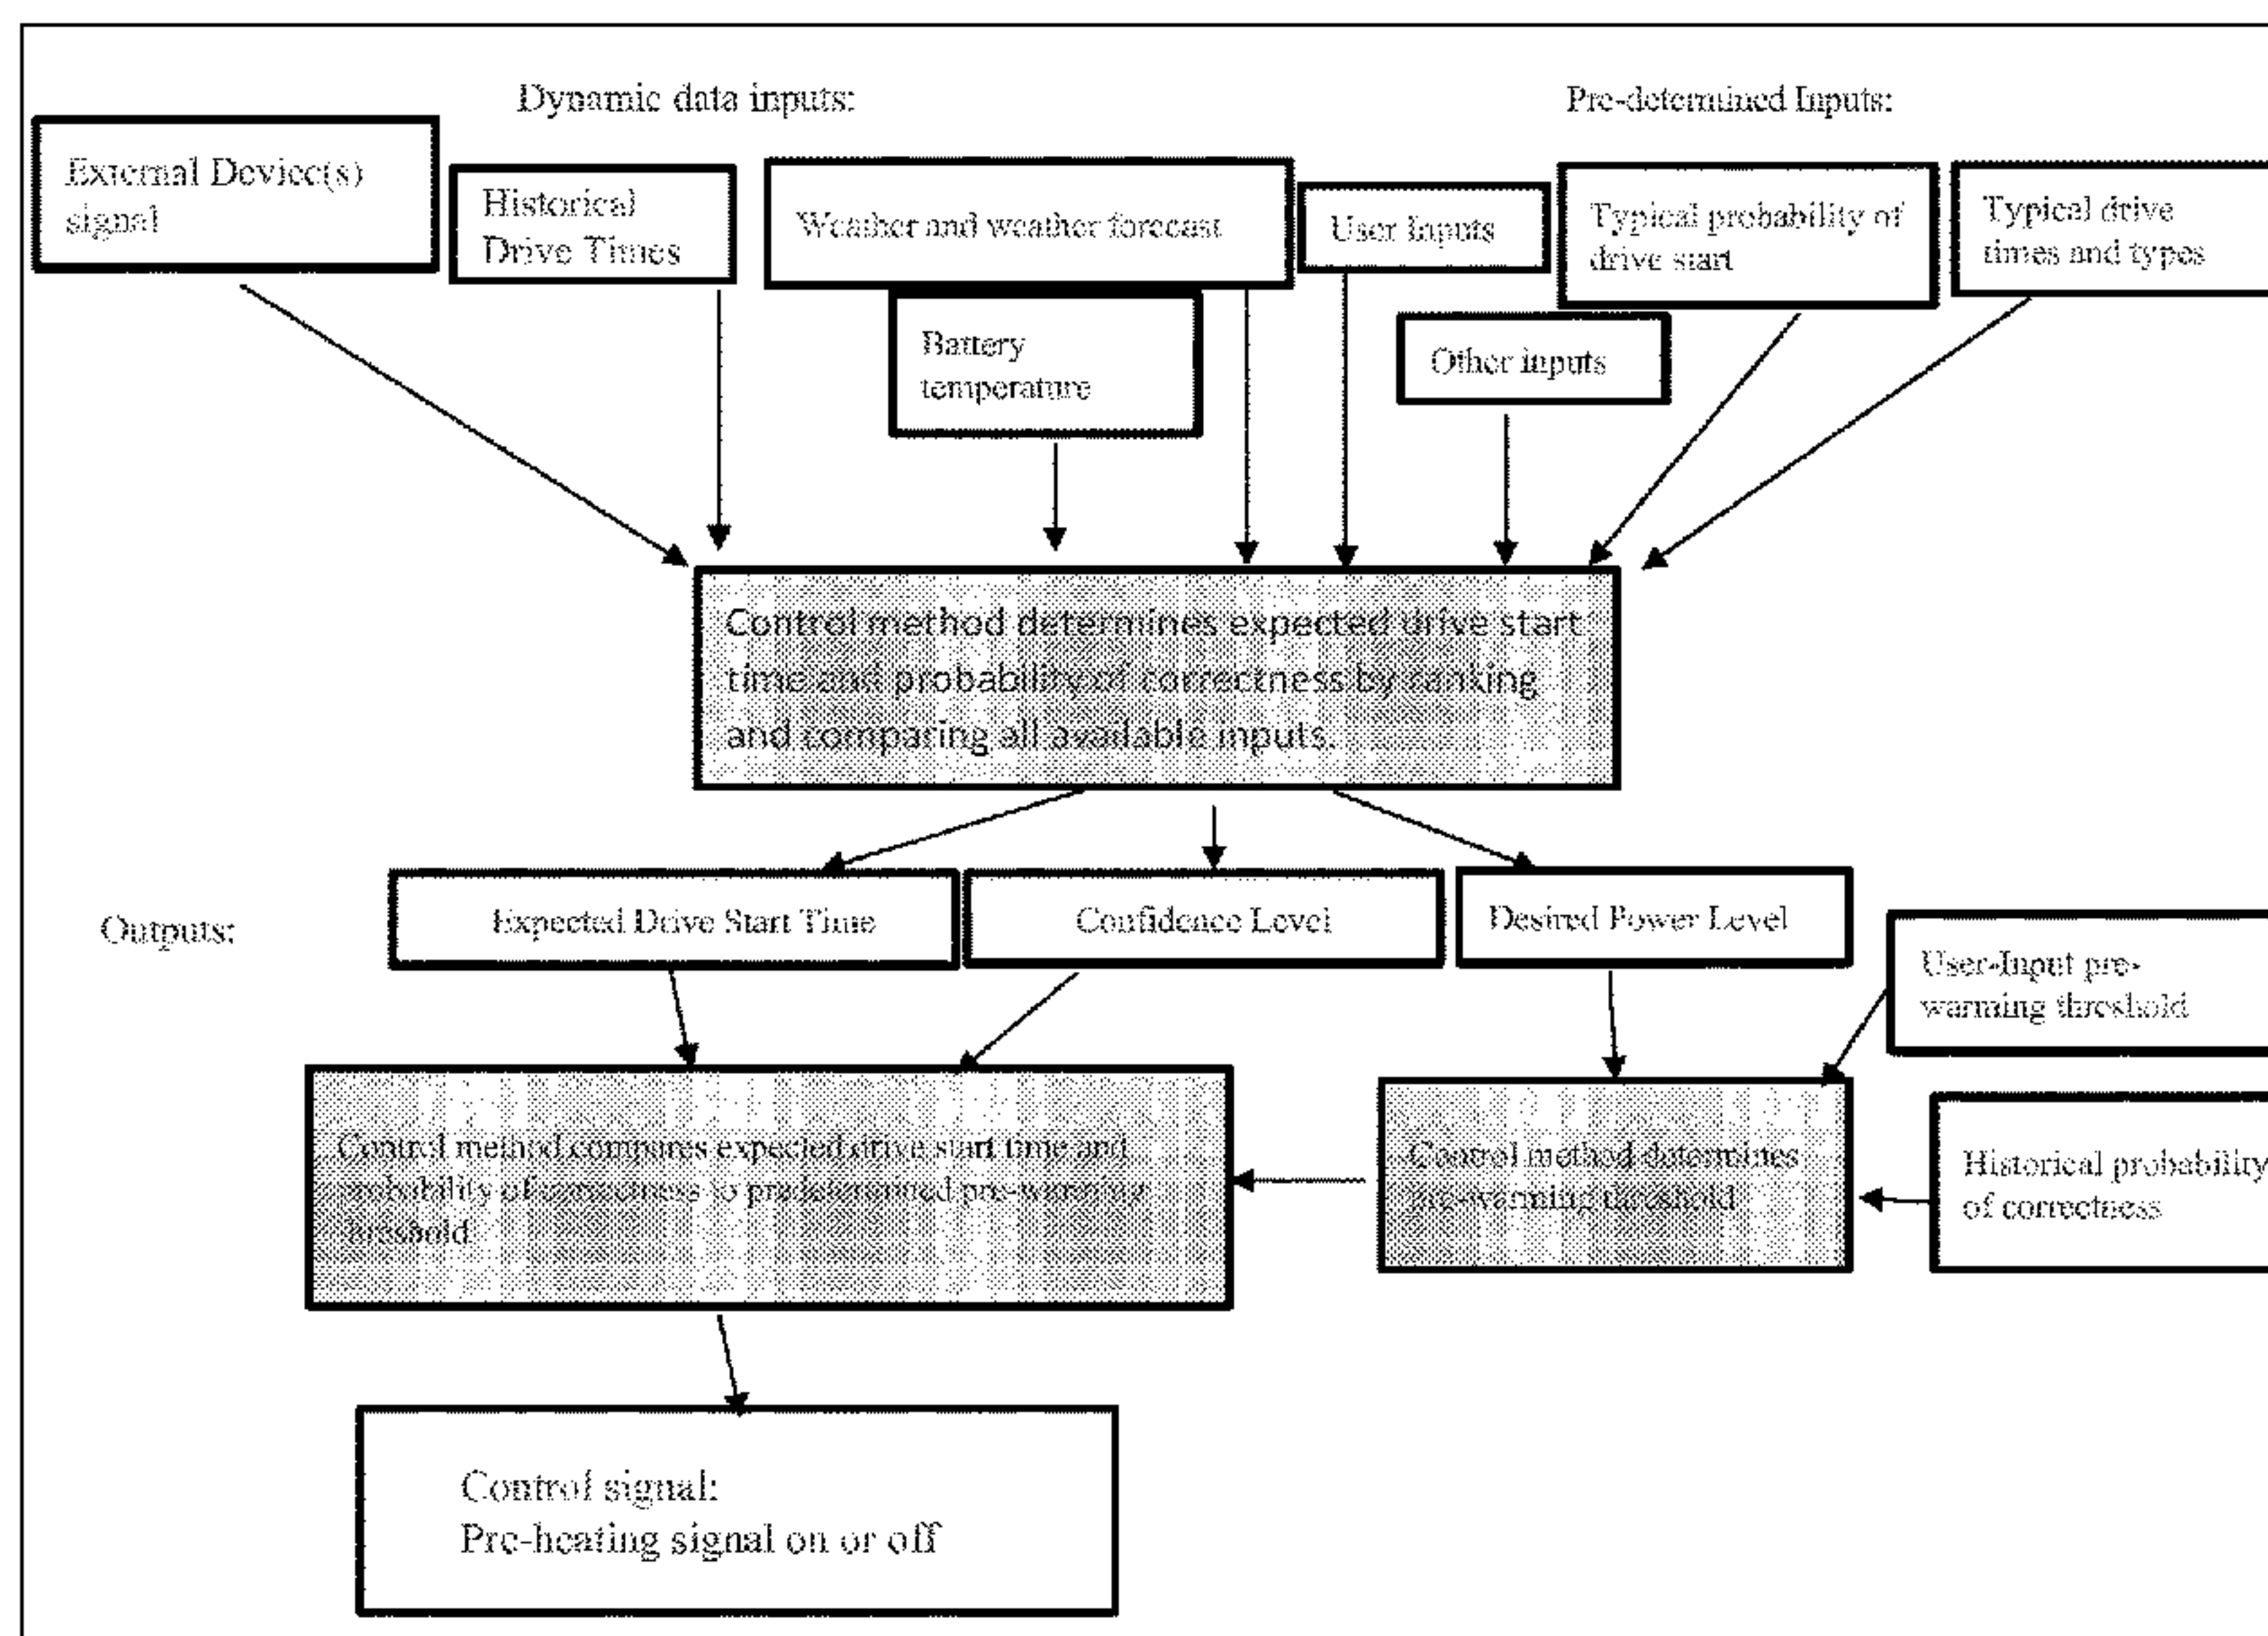 Dynamic data inputs:
Pre-determined Inputs:
External Device(s)
signal
Historical
Drive Times
Weather and weather forecast
User Inputs
Typical probability of
drive start
Typical drive
times and types
Battery
temperature
Other inputs
Control method determines expected drive start
time and probability of correctness by ranking
and comparing all available inputs.
Outputs:
Expected Drive Start Time
Confidence Level
Desired Power Level
User-Input pre-
warming threshold
Control method compares expected drive start time and
probability of correctness to predetermined pre-warming
threshold
Control method determines
pre-warming threshold
Historical probability
of correctness
Control signal:
Pre-heating signal on or off